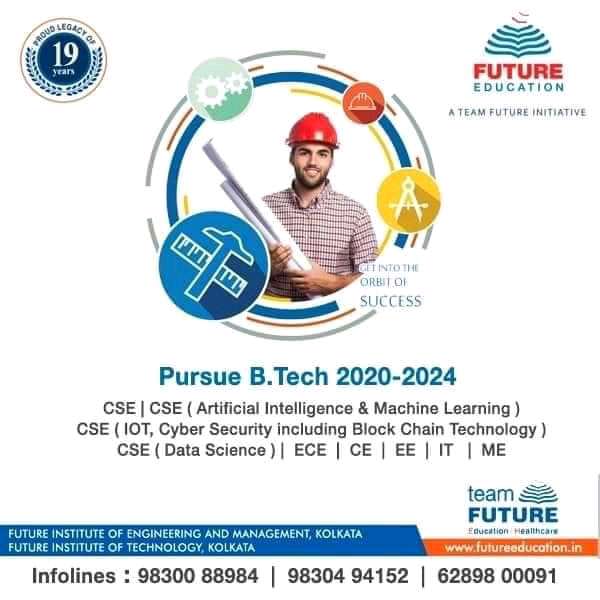 PROUD LEGACY OF
19
years
FUTURE
EDUCATION
A TEAM FUTURE INITIATIVE
GET INTO THE
ORBIT OF
SUCCESS
Pursue B.Tech 2020-2024
CSE | CSE ( Artificial Intelligence & Machine Learning )
CSE ( IOT, Cyber Security including Block Chain Technology )
CSE ( Data Science ) | ECE | CE | EE | IT | ME
team
FUTURE
Education · Healthcare
FUTURE INSTITUTE OF ENGINEERING AND MANAGEMENT, KOLKATA
FUTURE INSTITUTE OF TECHNOLOGY, KOLKATA
www.futureeducation.in
Infolines : 98300 88984 | 98304 94152 | 62898 00091